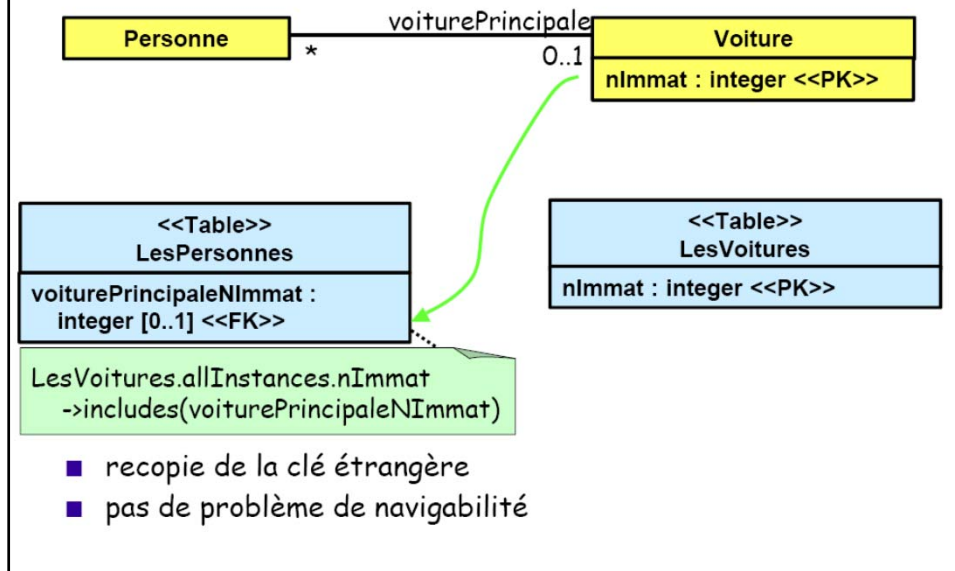 voiturePrincipale
Personne
*
0..1
Voiture
nImmat : integer <<PK>>
<<Table>>
LesPersonnes
voiturePrincipaleNImmat :
integer [0..1] <<FK>>
<<Table>>
LesVoitures
nImmat : integer <<PK>>
LesVoitures.allInstances.nImmat
->includes(voiturePrincipaleNImmat)
recopie de la clé étrangère
pas de problème de navigabilité